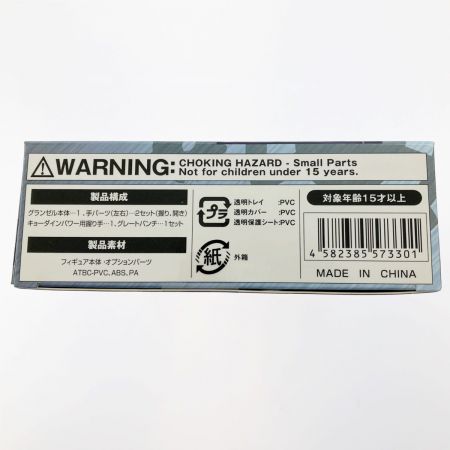 WARNING: CHOKING HAZARD - Small Parts
Not for children under 15 years.
製品構成
グランゼル本体…1, 手パーツ(左右)…2セット(握り, 開き)
キョーダインパワー用握り手…1, グレートパンチ…1セット
製品素材
フィギュア本体・オプションパーツ
ATBC-PVC, ABS, PA
プラ
透明トレイ :PVC
透明カバー :PVC
透明保護シート:PVC
紙
外箱
対象年齢15才以上
4 582385 573301
MADE IN CHINA